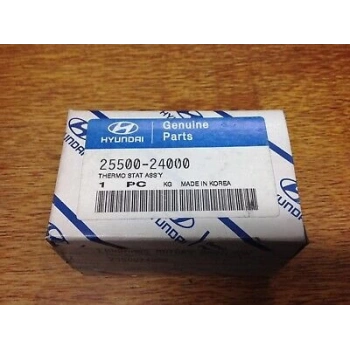 HYUNDAI
Genuine
Parts
25500-24000
THERMO STAT ASS'Y
1 PC KG MADE IN KOREA